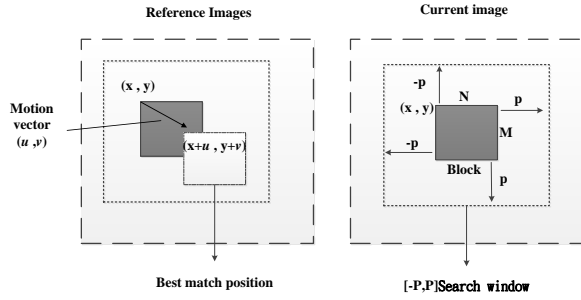 Reference Images
Current image
(x , y)
Motion
vector
(u ,v)
(x+u , y+v)
Best match position
-p
N
(x, y)
p
M
-p
Block
p
[-P,P]Search window